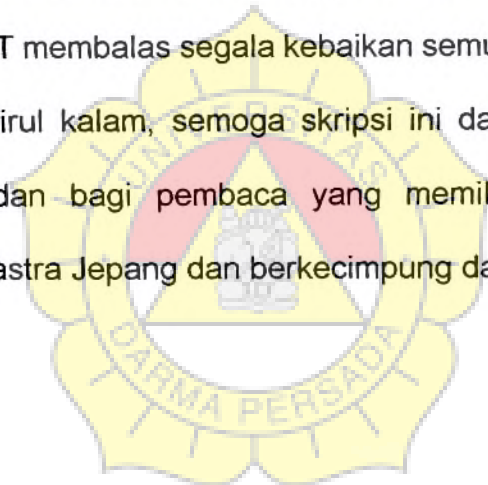 T membalas segala kebaikan semu
irul kalam, semoga skripsi ini da
dan bagi pembaca yang memil
astra Jepang dan berkecimpung da
UNIVERSITAS
DARMA PERSADA